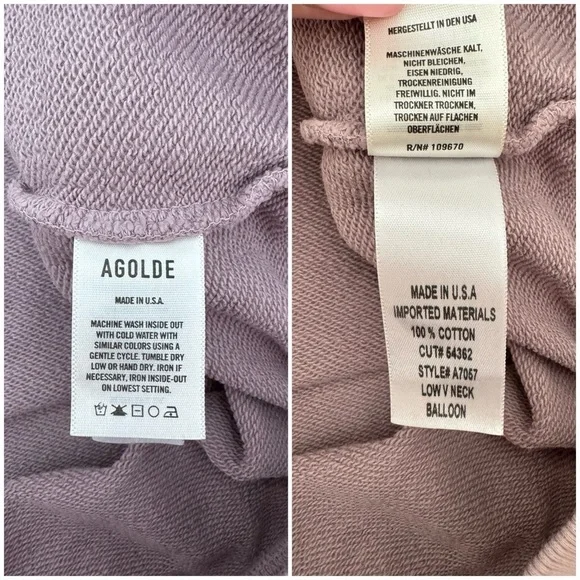 AGOLDE
MADE IN U.S.A.
MACHINE WASH INSIDE OUT
WITH COLD WATER WITH
SIMILAR COLORS USING A
GENTLE CYCLE. TUMBLE DRY
LOW OR HAND DRY. IRON IF
NECESSARY, IRON INSIDE-OUT
ON LOWEST SETTING.
HERGESTELLT IN DEN USA
MASCHINENWÄSCHE KALT,
NICHT BLEICHEN,
EISEN NIEDRIG,
TROCKENREINIGUNG
FREIWILLIG. NICHT IM
TROCKNER TROCKNEN,
TROCKEN AUF FLACHEN
OBERFLÄCHEN
R/N# 109670
MADE IN U.S.A
IMPORTED MATERIALS
100 % COTTON
CUT# 54362
STYLE# A7057
LOW V NECK
BALLOON